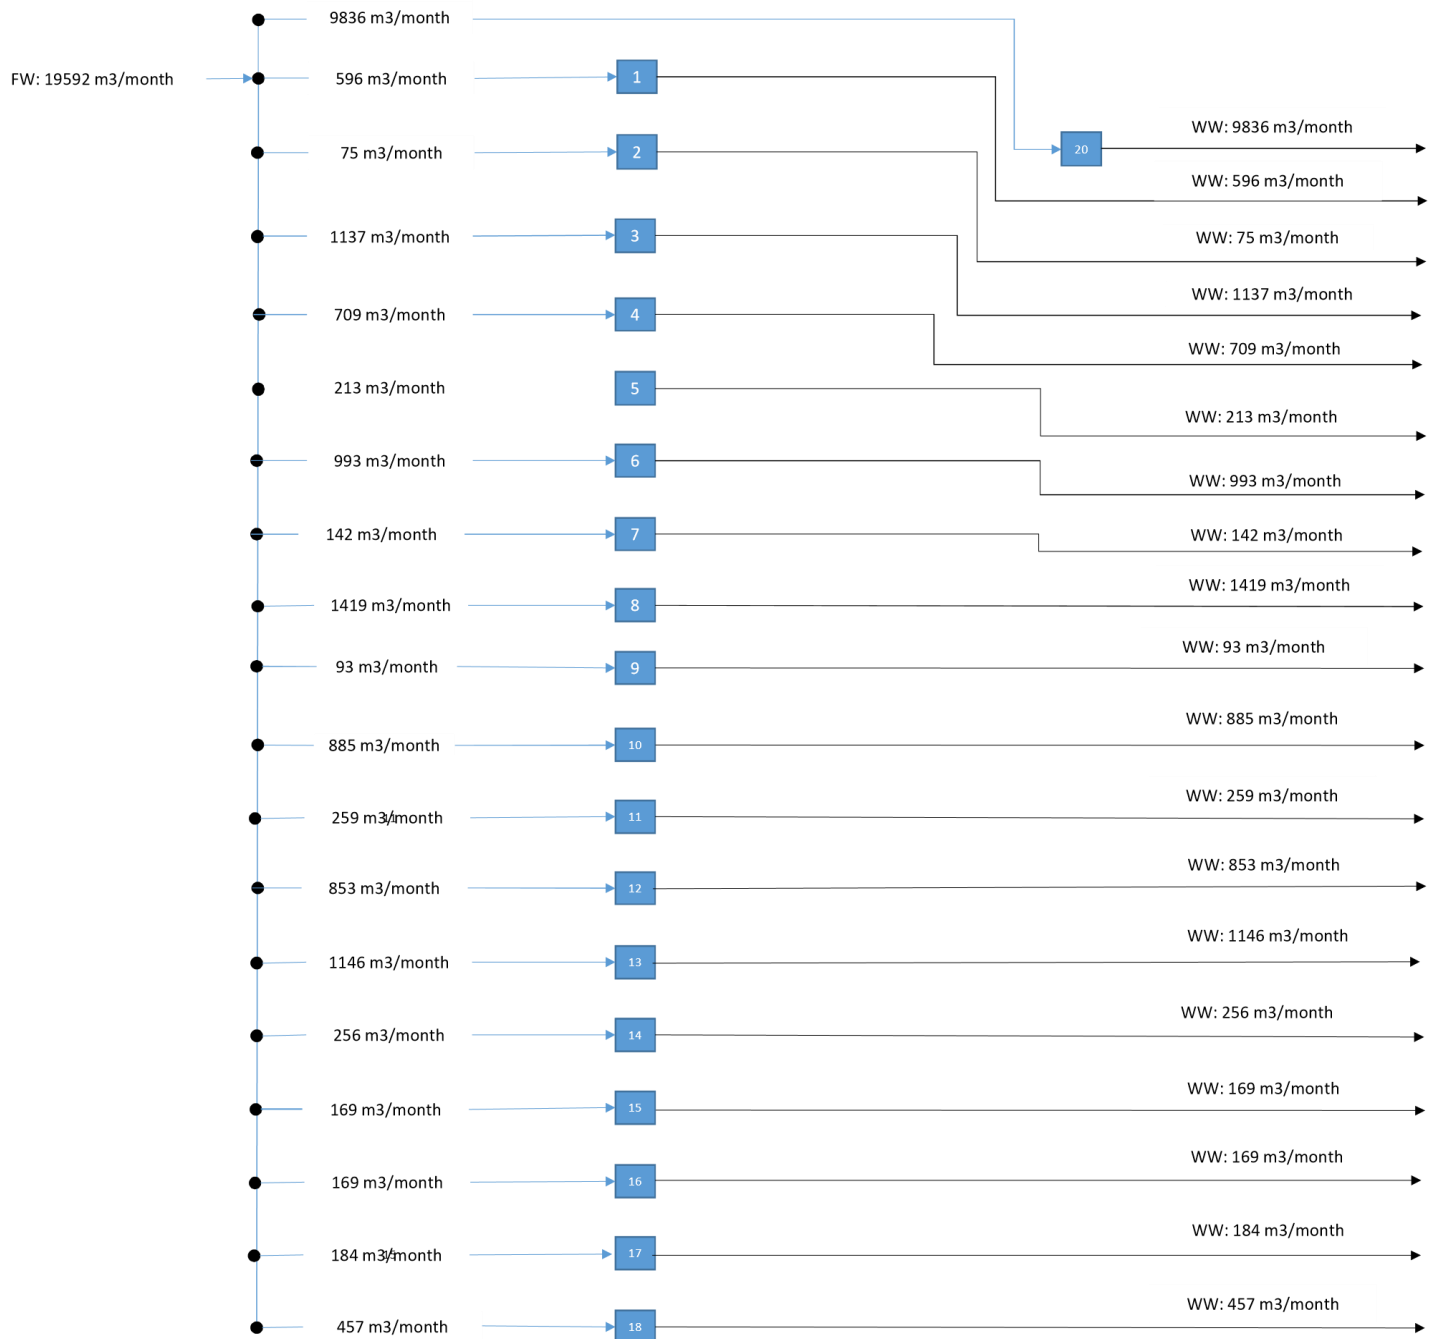 9836 m3/month
FW: 19592 m3/month
596 m3/month
1
WW: 9836 m3/month
20
75 m3/month
2
WW: 596 m3/month
1137 m3/month
3
WW: 75 m3/month
WW: 1137 m3/month
709 m3/month
4
WW: 709 m3/month
213 m3/month
5
WW: 213 m3/month
993 m3/month
6
WW: 993 m3/month
142 m3/month
7
WW: 142 m3/month
WW: 1419 m3/month
1419 m3/month
8
WW: 93 m3/month
93 m3/month
9
WW: 885 m3/month
885 m3/month
10
WW: 259 m3/month
259 m3/month
11
WW: 853 m3/month
853 m3/month
12
WW: 1146 m3/month
1146 m3/month
13
WW: 256 m3/month
256 m3/month
14
WW: 169 m3/month
169 m3/month
15
WW: 169 m3/month
169 m3/month
16
WW: 184 m3/month
184 m3/month
17
WW: 457 m3/month
457 m3/month
18